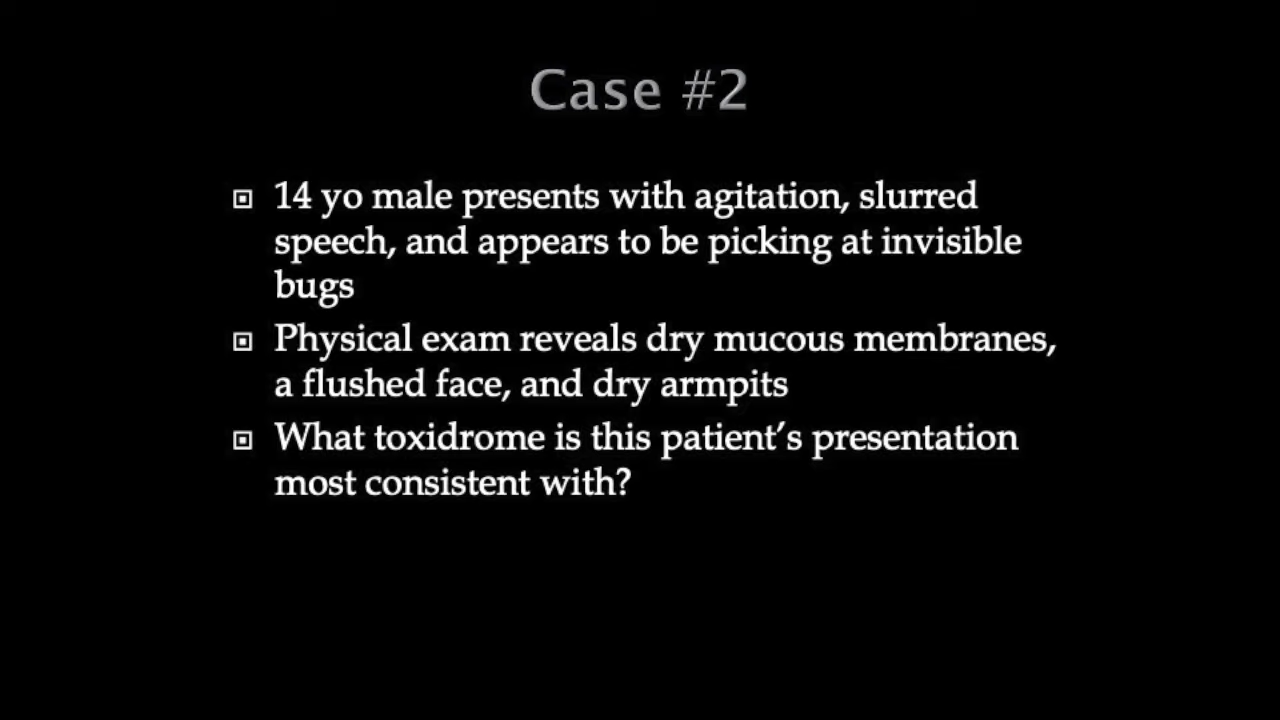 Case #2
14 yo male presents with agitation, slurred
speech, and appears to be picking at invisible
bugs
Physical exam reveals dry mucous membranes,
a flushed face, and dry armpits
What toxidrome is this patient’s presentation
most consistent with?